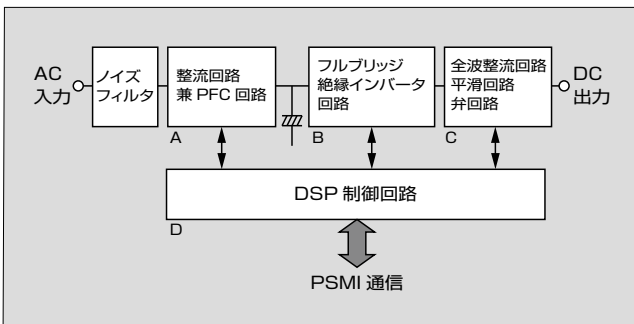 AC
入力
ノイズ
フィルタ
整流回路
兼 PFC 回路
A
フルブリッジ
絶縁インバータ
回路
B
全波整流回路
平滑回路
弁回路
C
DC
出力
DSP 制御回路
D
PSMI 通信